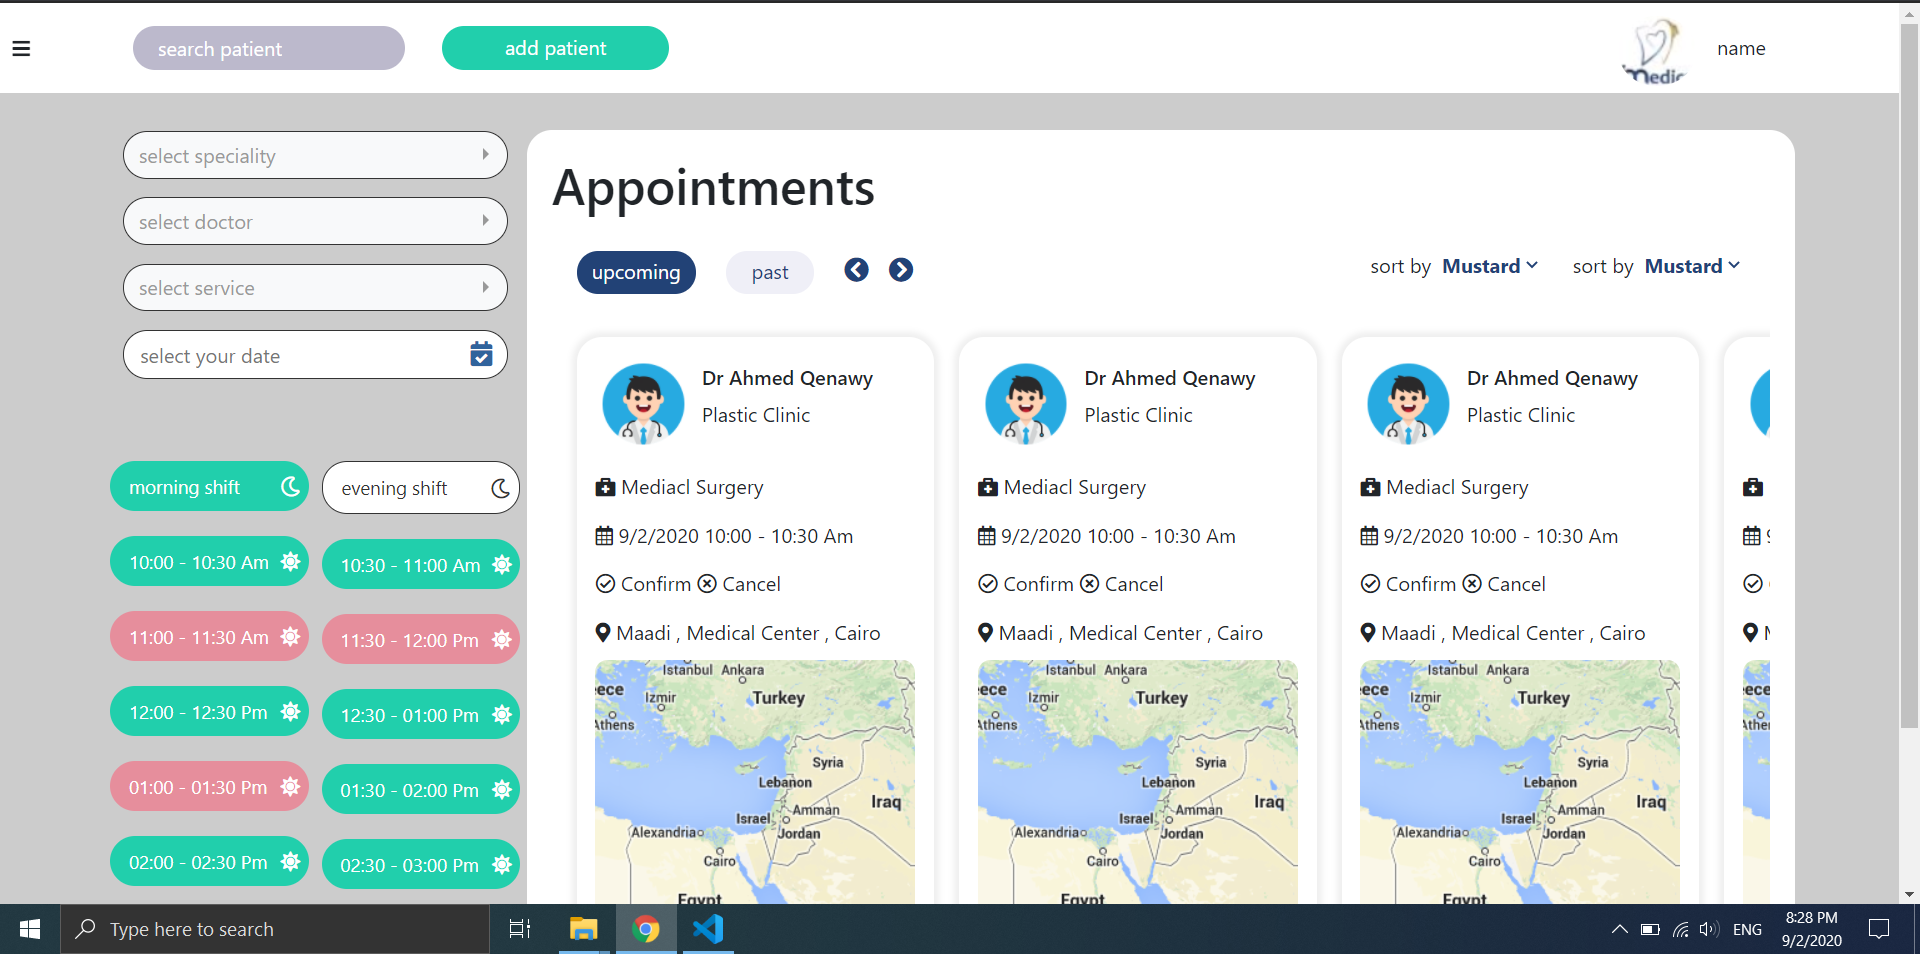 search patient
add patient
name
select speciality
select doctor
select service
select your date
morning shift
evening shift
10:00 - 10:30 Am
10:30 - 11:00 Am
11:00 - 11:30 Am
11:30 - 12:00 Pm
12:00 - 12:30 Pm
12:30 - 01:00 Pm
01:00 - 01:30 Pm
01:30 - 02:00 Pm
02:00 - 02:30 Pm
02:30 - 03:00 Pm
Appointments
upcoming
past
sort by Mustard
sort by Mustard
Dr Ahmed Qenawy
Plastic Clinic
Mediacl Surgery
9/2/2020 10:00 - 10:30 Am
Confirm Cancel
Maadi , Medical Center , Cairo
Istanbul Ankara
ece
Izmir
Turkey
Athens
Syria
Lebanon
Iraq
Amman
Israel
Jordan
Alexandria
Cairo
Egypt
Dr Ahmed Qenawy
Plastic Clinic
Mediacl Surgery
9/2/2020 10:00 - 10:30 Am
Confirm Cancel
Maadi , Medical Center , Cairo
Istanbul Ankara
ece
Izmir
Turkey
Athens
Syria
Lebanon
Iraq
Amman
Israel
Jordan
Alexandria
Cairo
Egypt
Dr Ahmed Qenawy
Plastic Clinic
Mediacl Surgery
9/2/2020 10:00 - 10:30 Am
Confirm Cancel
Maadi , Medical Center , Cairo
Istanbul Ankara
ece
Izmir
Turkey
Athens
Syria
Lebanon
Iraq
Amman
Israel
Jordan
Alexandria
Cairo
Egypt
ece
Type here to search
ENG
8:28 PM
9/2/2020